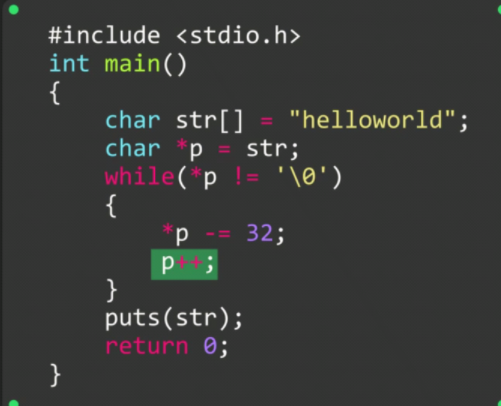 #include <stdio.h>
int main()
{
    char str[] = "helloworld";
    char *p = str;
    while(*p != '\0')
    {
        *p -= 32;
        p++;
    }
    puts(str);
    return 0;
}